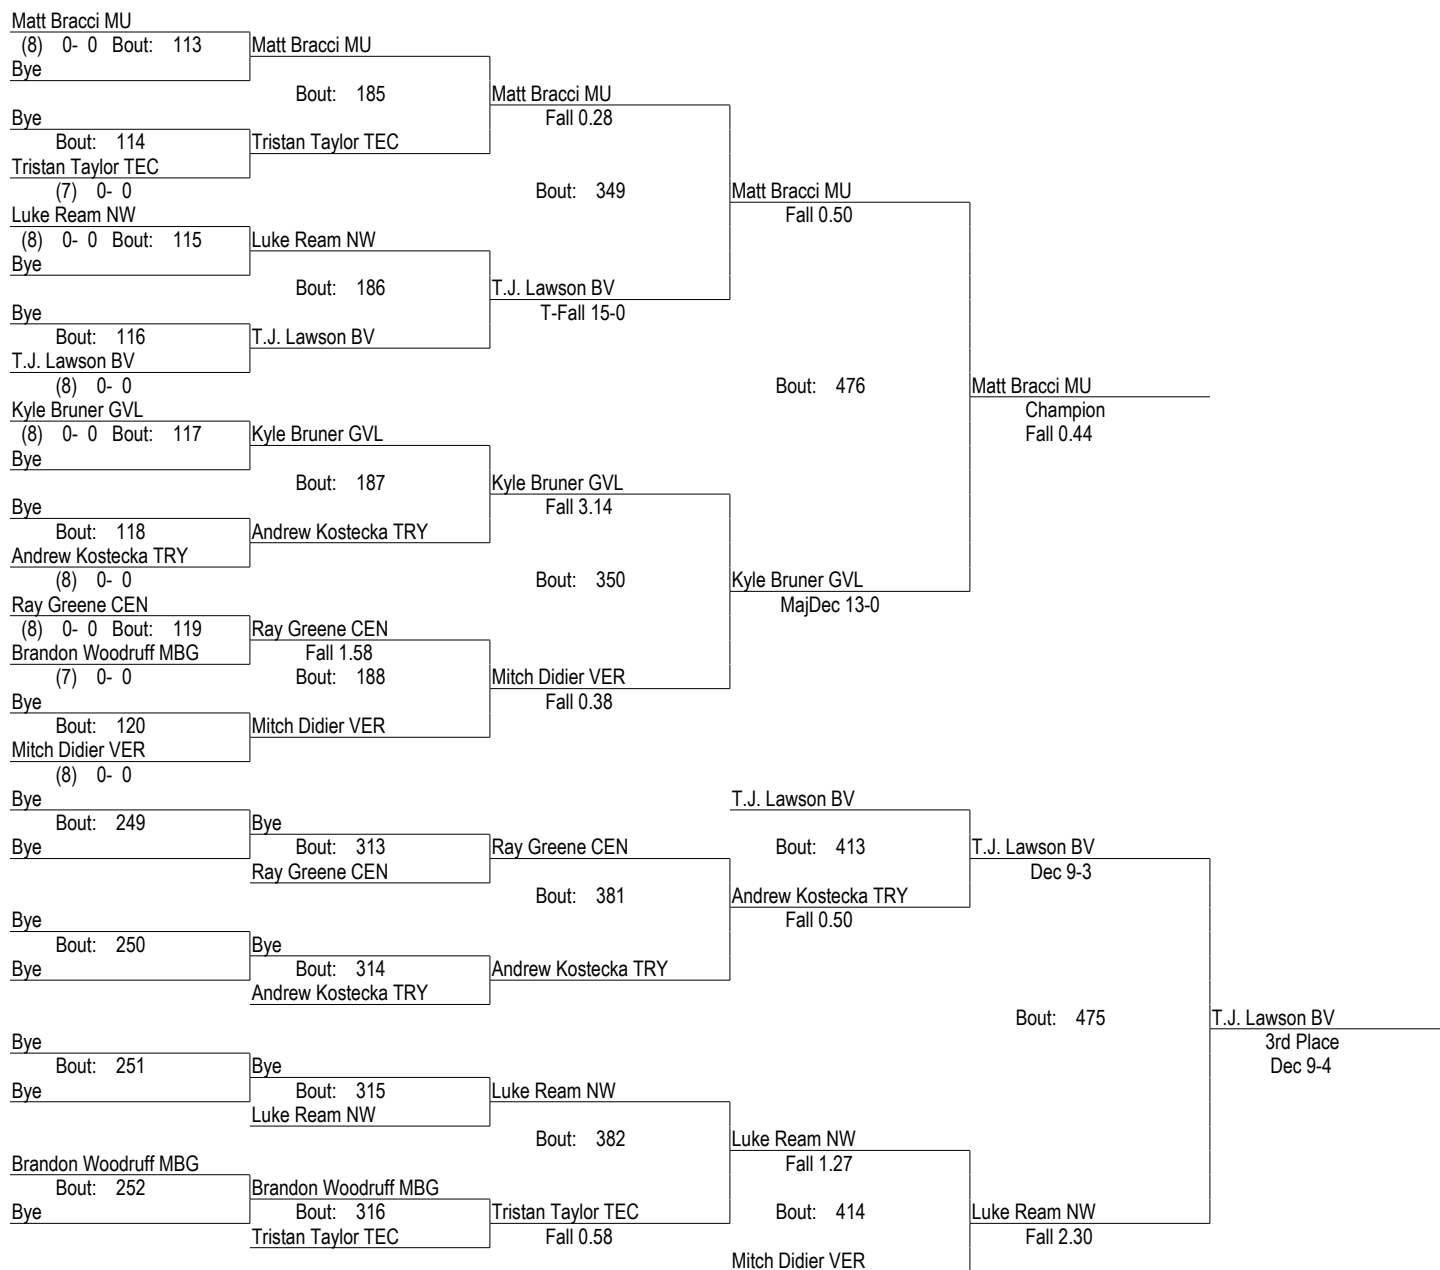 Matt Bracci MU
(8) 0- 0 Bout: 113 Matt Bracci MU
Bye
Bout: 185 Matt Bracci MU
Bye Fall 0.28
Bout: 114 Tristan Taylor TEC
Tristan Taylor TEC
(7) 0- 0 Bout: 349 Matt Bracci MU
Luke Ream NW Fall 0.50
(8) 0- 0 Bout: 115 Luke Ream NW
Bye
Bout: 186 T.J. Lawson BV
Bye T-Fall 15-0
Bout: 116 T.J. Lawson BV
T.J. Lawson BV
(8) 0- 0 Bout: 476 Matt Bracci MU
Kyle Bruner GVL Champion
(8) 0- 0 Bout: 117 Kyle Bruner GVL Fall 0.44
Bye
Bout: 187 Kyle Bruner GVL
Bye Fall 3.14
Bout: 118 Andrew Kostecka TRY
Andrew Kostecka TRY
(8) 0- 0 Bout: 350 Kyle Bruner GVL
Ray Greene CEN MajDec 13-0
(8) 0- 0 Bout: 119 Ray Greene CEN
Brandon Woodruff MBG Fall 1.58
(7) 0- 0 Bout: 188 Mitch Didier VER
Bye Fall 0.38
Bout: 120 Mitch Didier VER
Mitch Didier VER
(8) 0- 0
Bye T.J. Lawson BV
Bout: 249 Bye
Bye Bout: 313 Ray Greene CEN Bout: 413 T.J. Lawson BV
Ray Greene CEN Dec 9-3
Bout: 381 Andrew Kostecka TRY
Bye Fall 0.50
Bout: 250 Bye
Bye Bout: 314 Andrew Kostecka TRY
Andrew Kostecka TRY
Bout: 475 T.J. Lawson BV
Bye 3rd Place
Bout: 251 Bye Dec 9-4
Bye Bout: 315 Luke Ream NW
Luke Ream NW
Bout: 382 Luke Ream NW
Brandon Woodruff MBG Fall 1.27
Bout: 252 Brandon Woodruff MBG
Bye Bout: 316 Tristan Taylor TEC Bout: 414 Luke Ream NW
Tristan Taylor TEC Fall 0.58 Fall 2.30
Mitch Didier VER